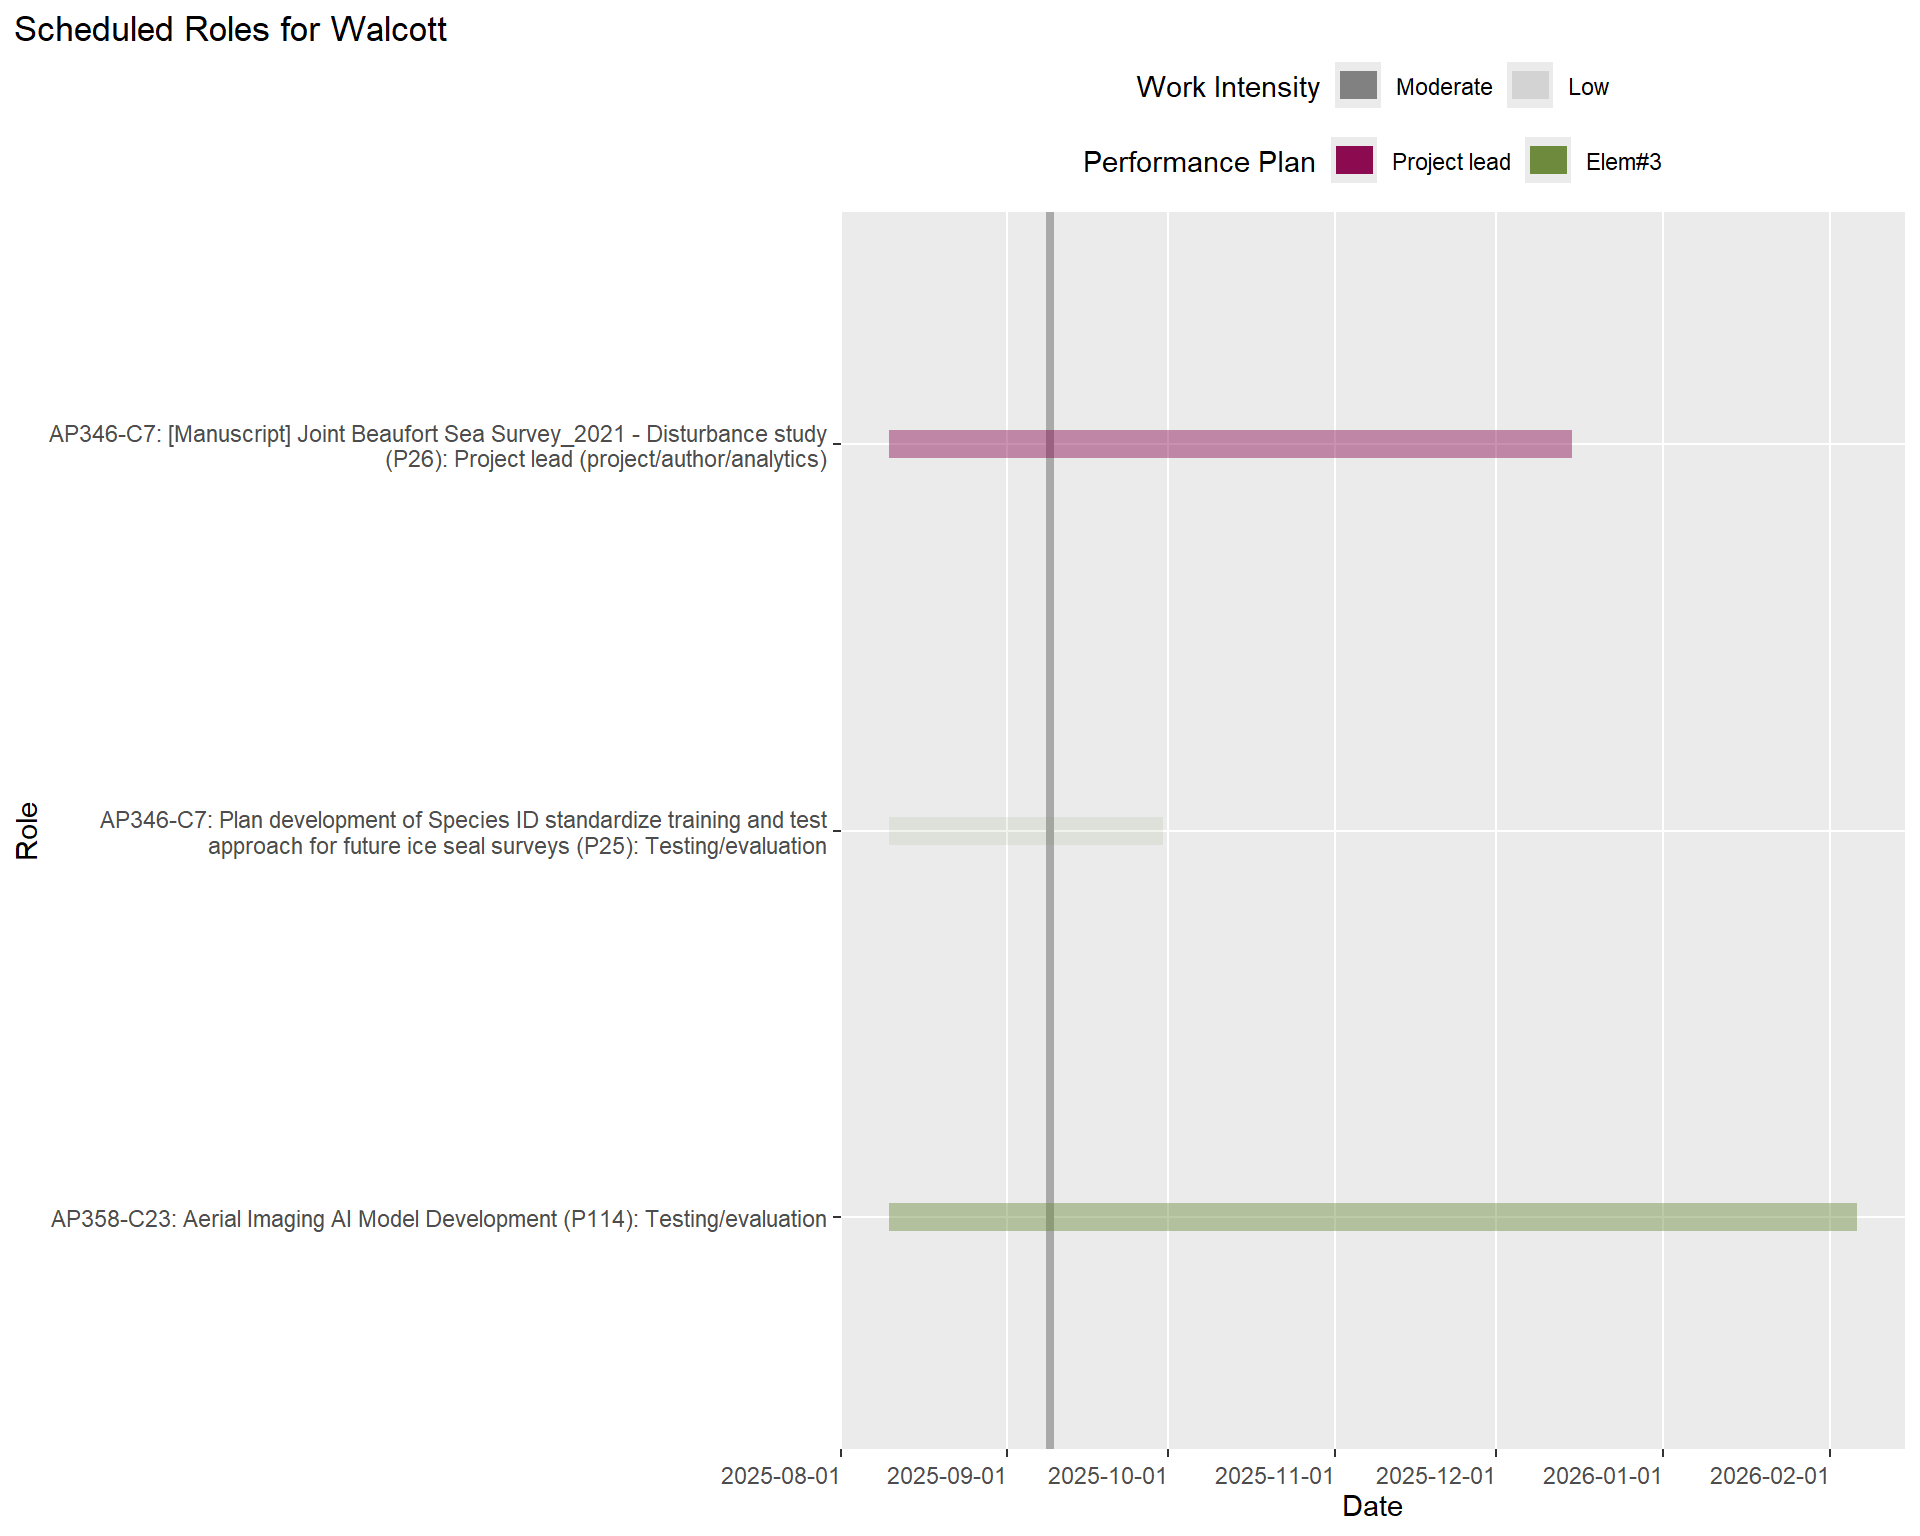 Scheduled Roles for Walcott
Work Intensity Moderate Low
Performance Plan Project lead Elem#3
AP346-C7: [Manuscript] Joint Beaufort Sea Survey_2021 - Disturbance study
(P26): Project lead (project/author/analytics)
Role
AP346-C7: Plan development of Species ID standardize training and test
approach for future ice seal surveys (P25): Testing/evaluation
AP358-C23: Aerial Imaging AI Model Development (P114): Testing/evaluation
2025-08-01 2025-09-01 2025-10-01 2025-11-01 2025-12-01 2026-01-01 2026-02-01
Date